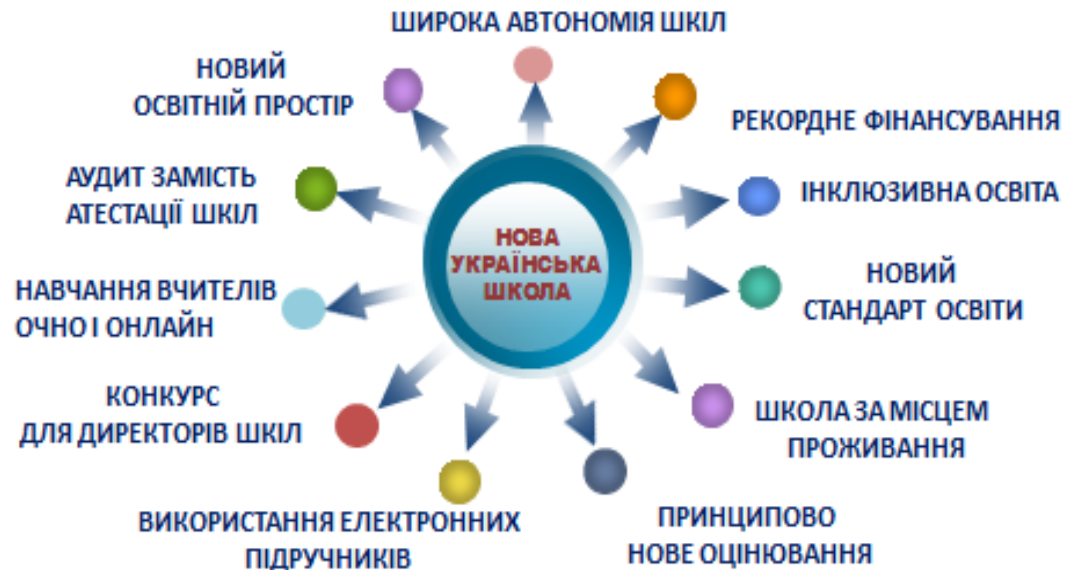 ШИРОКА АВТОНОМІЯ ШКІЛ
НОВИЙ
ОСВІТНІЙ ПРОСТІР
РЕКОРДНЕ ФІНАНСУВАННЯ
АУДИТ ЗАМІСТЬ
АТЕСТАЦІЇ ШКІЛ
ІНКЛЮЗИВНА ОСВІТА
НОВА
УКРАЇНСЬКА
ШКОЛА
НОВИЙ
СТАНДАРТ ОСВІТИ
НАВЧАННЯ ВЧИТЕЛІВ
ОЧНО І ОНЛАЙН
КОНКУРС
ДЛЯ ДИРЕКТОРІВ ШКІЛ
ШКОЛА ЗА МІСЦЕМ
ПРОЖИВАННЯ
ВИКОРИСТАННЯ ЕЛЕКТРОННИХ
ПІДРУЧНИКІВ
ПРИНЦИПОВО
НОВЕ ОЦІНЮВАННЯ